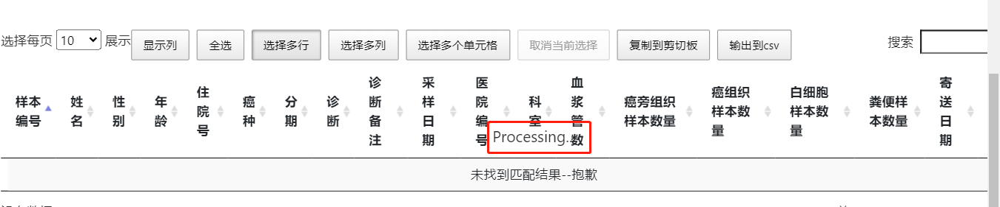 选择每页 10 展示 显示列 全选 选择多行 选择多列 选择多个单元格 取消当前选择 复制到剪切板 输出到csv 搜索
样本编号 姓名 性别 年龄 住院号 癌种 分期 诊断 诊断备注 采样日期 医院编号 科室 血浆管数 癌旁组织样本数量 癌组织样本数量 白细胞样本数量 粪便样本数量 寄送日期
Processing...
未找到匹配结果--抱歉